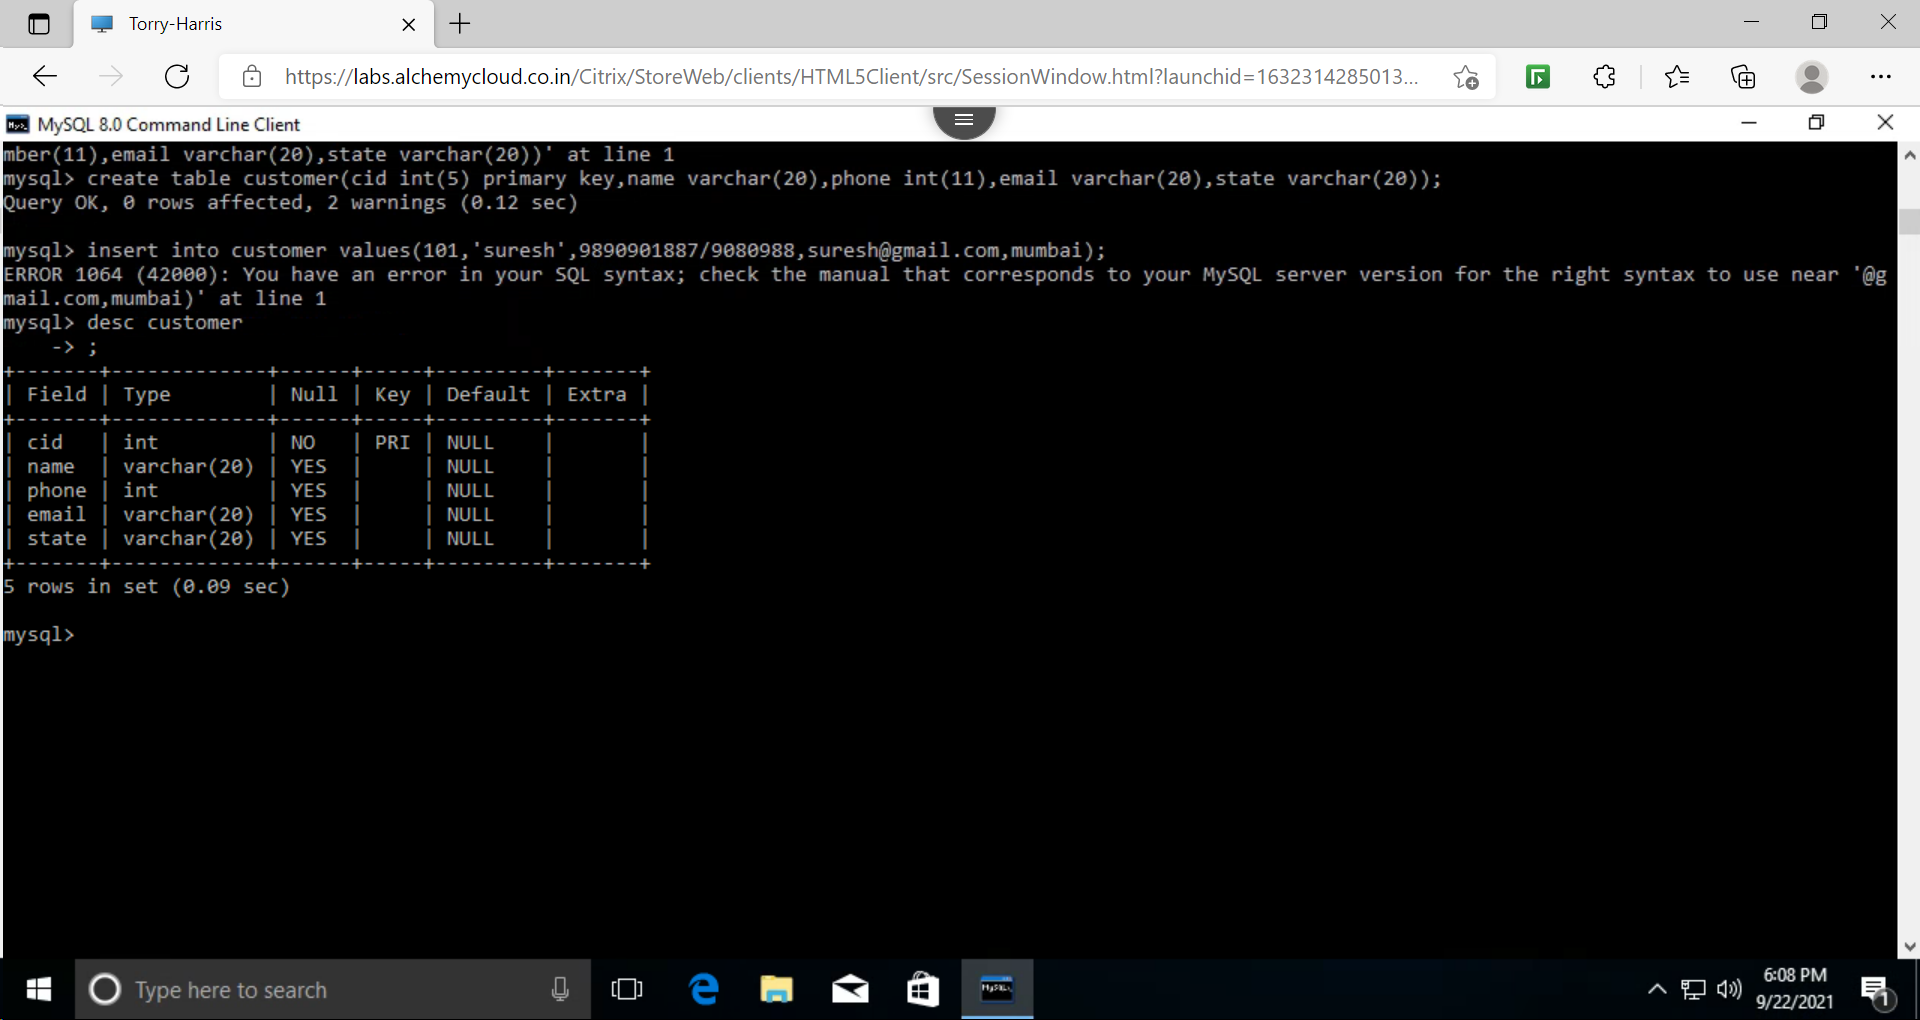 Torry-Harris
https://labs.alchemycloud.co.in/Citrix/StoreWeb/clients/HTML5Client/src/SessionWindow.html?launchid=1632314285013...
MySQL 8.0 Command Line Client
mber(11),email varchar(20),state varchar(20))' at line 1
mysql> create table customer(cid int(5) primary key,name varchar(20),phone int(11),email varchar(20),state varchar(20));
Query OK, 0 rows affected, 2 warnings (0.12 sec)
mysql> insert into customer values(101,'suresh',9890901887/9080988,suresh@gmail.com,mumbai);
ERROR 1064 (42000): You have an error in your SQL syntax; check the manual that corresponds to your MySQL server version for the right syntax to use near '@g
mail.com,mumbai)' at line 1
mysql> desc customer
    -> ;
+-------+-------------+------+-----+---------+-------+
| Field | Type        | Null | Key | Default | Extra |
+-------+-------------+------+-----+---------+-------+
| cid   | int         | NO   | PRI | NULL    |       |
| name  | varchar(20) | YES  |     | NULL    |       |
| phone | int         | YES  |     | NULL    |       |
| email | varchar(20) | YES  |     | NULL    |       |
| state | varchar(20) | YES  |     | NULL    |       |
+-------+-------------+------+-----+---------+-------+
5 rows in set (0.09 sec)
mysql>
Type here to search
6:08 PM
9/22/2021
1